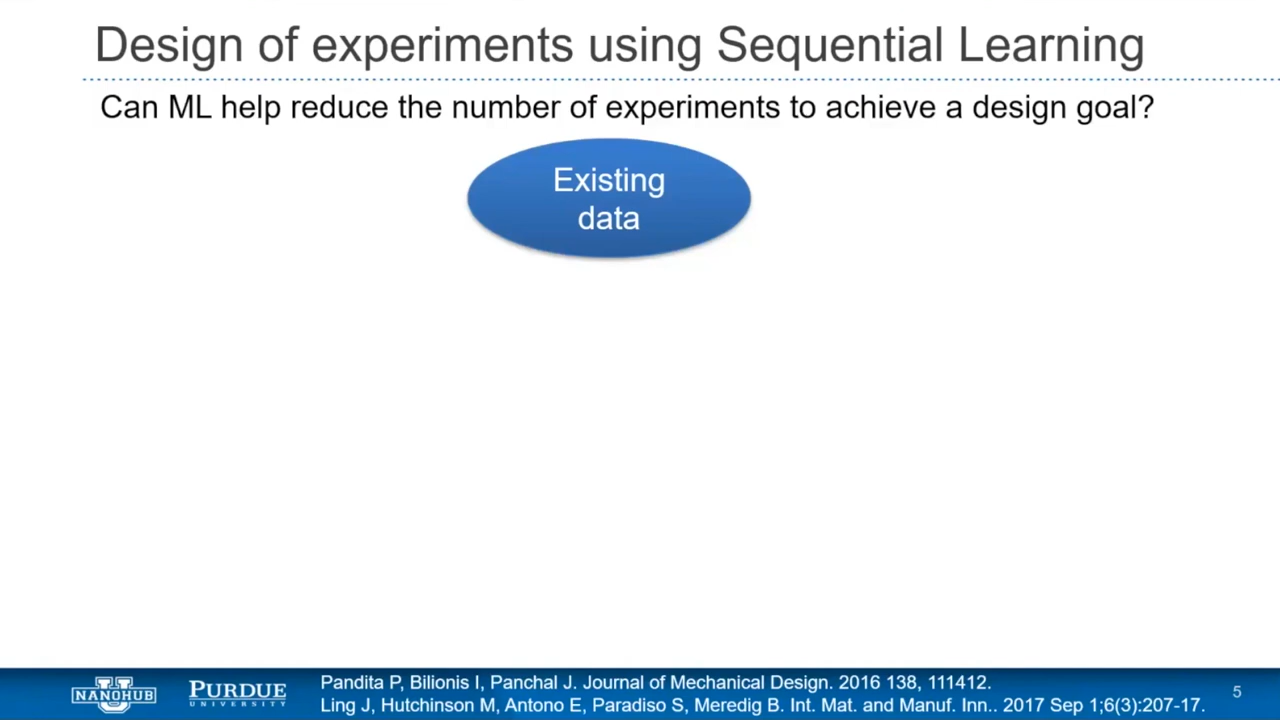 Design of experiments using Sequential Learning
Can ML help reduce the number of experiments to achieve a design goal?
Existing
data
NANOHUB
PURDUE
UNIVERSITY
Pandita P, Bilionis I, Panchal J. Journal of Mechanical Design. 2016 138, 111412.
Ling J, Hutchinson M, Antono E, Paradiso S, Meredig B. Int. Mat. and Manuf. Inn.. 2017 Sep 1;6(3):207-17.
5